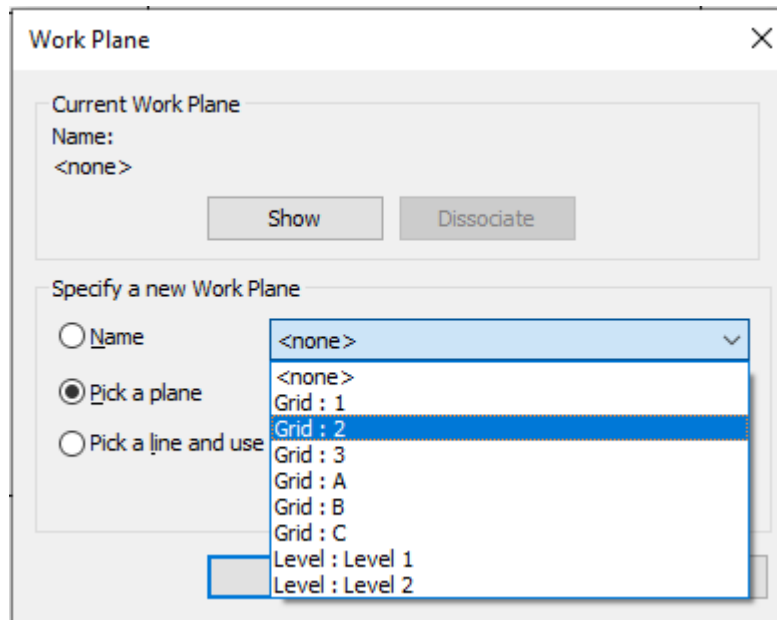 Work Plane
Current Work Plane
Name:
<none>
Show Dissociate
Specify a new Work Plane
Name <none>
<none>
Pick a plane
Grid : 1
Grid : 2
Pick a line and use
Grid : 3
Grid : A
Grid : B
Grid : C
Level : Level 1
Level : Level 2